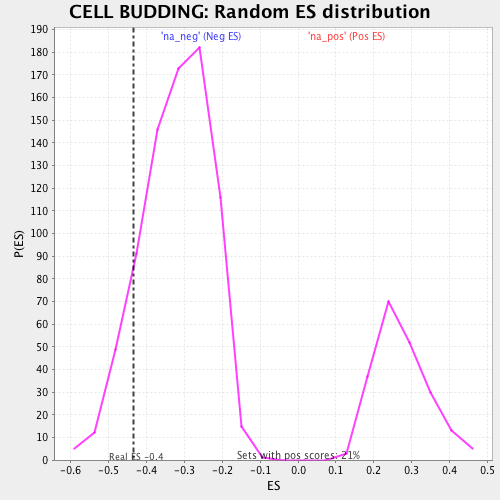 CELL BUDDING: Random ES distribution
'na_neg' (Neg ES) 'na_pos' (Pos ES)
190
180
170
160
150
140
130
120
110
100
90
80
70
60
50
40
30
20
10
0
P(ES)
Real ES -0.4
Sets with pos scores: 21%
-0.6 -0.5 -0.4 -0.3 -0.2 -0.1 0.0 0.1 0.2 0.3 0.4 0.5
ES